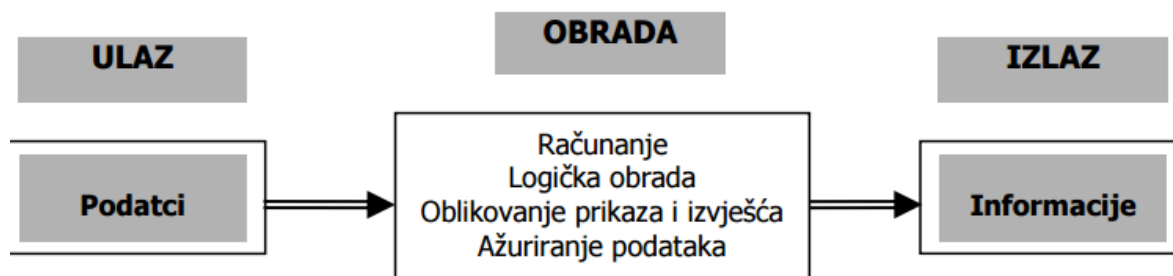 ULAZ
OBRADA
IZLAZ
Podatci
Računanje
Logička obrada
Oblikovanje prikaza i izvješća
Ažuriranje podataka
Informacije